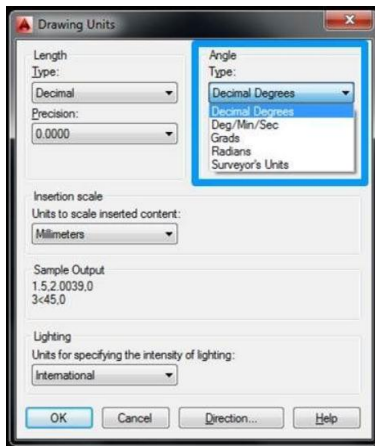 Drawing Units
Length
Type:
Decimal
Precision:
0.0000
Angle
Type:
Decimal Degrees
Decimal Degrees
Deg/Min/Sec
Grads
Radians
Surveyor's Units
Insertion scale
Units to scale inserted content:
Millimeters
Sample Output
1.5,2.0039,0
3<45,0
Lighting
Units for specifying the intensity of lighting:
International
OK Cancel Direction... Help